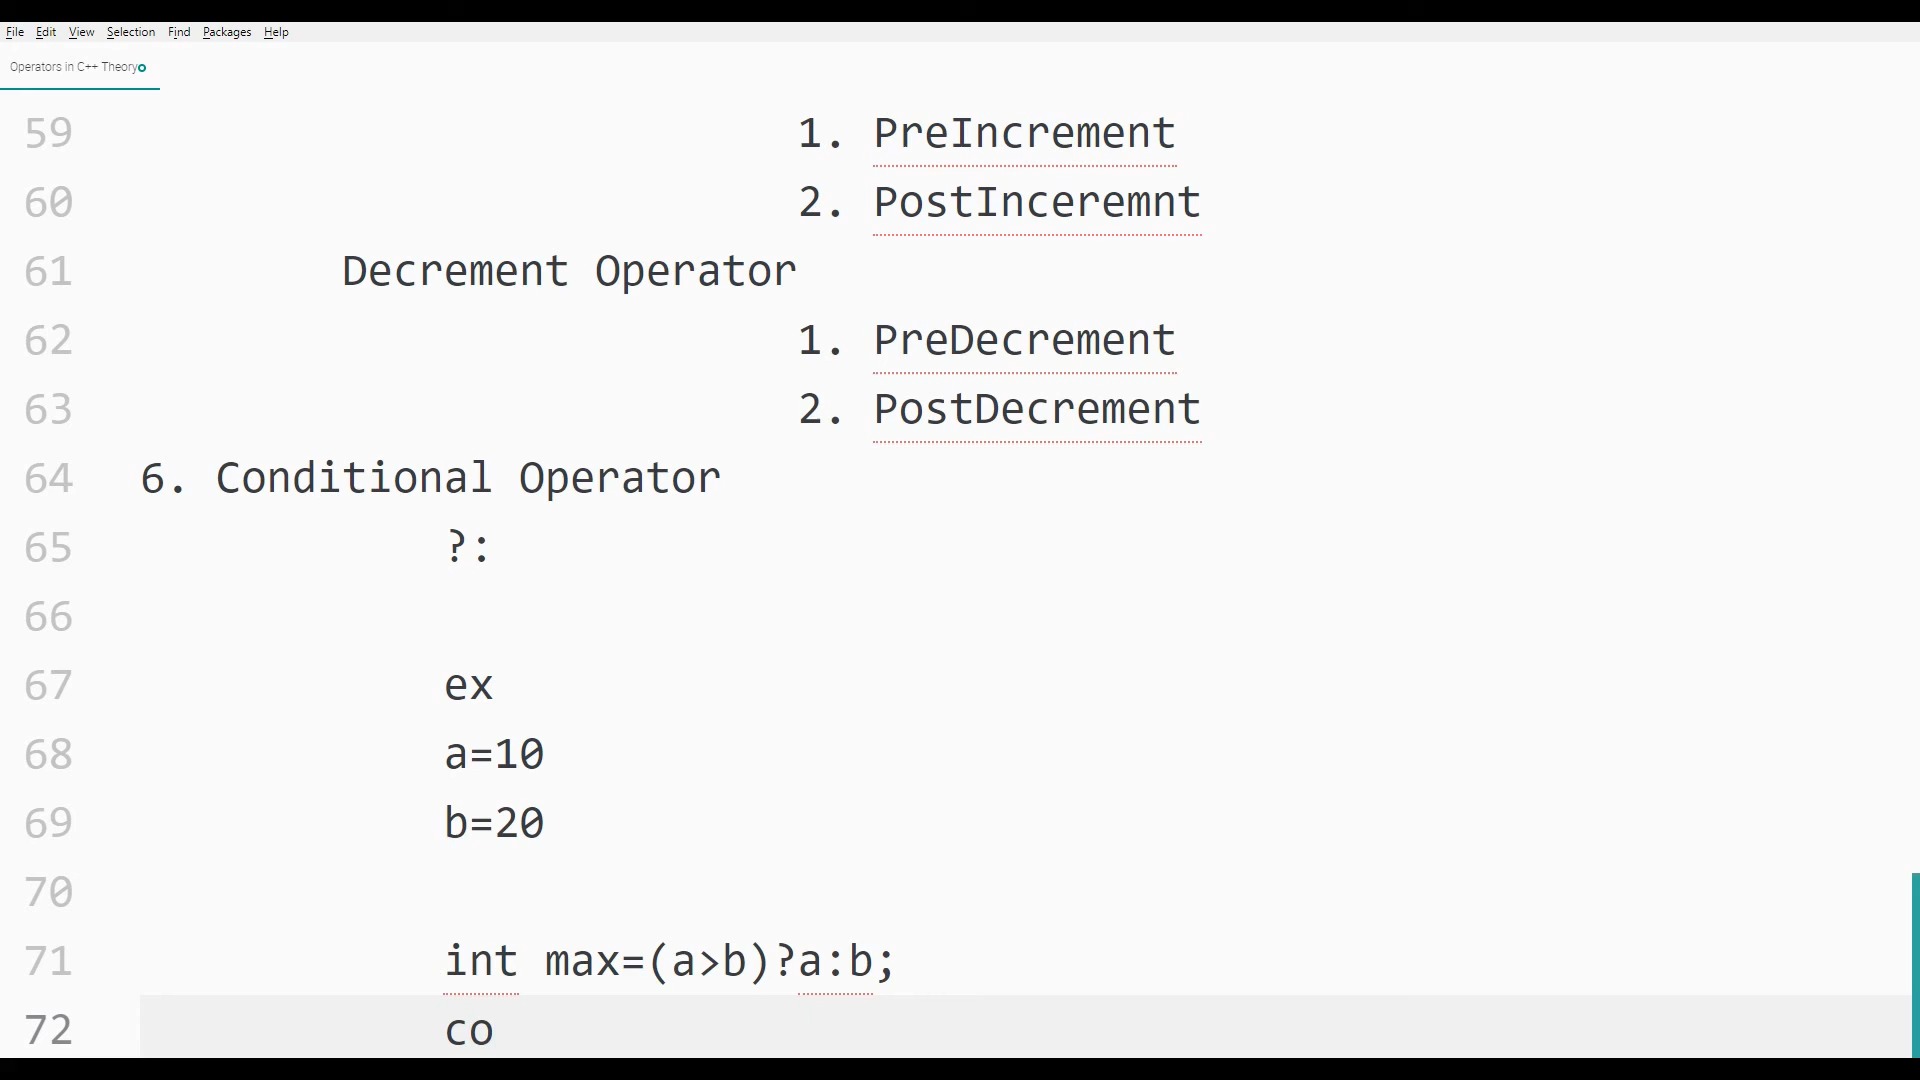 File Edit View Selection Find Packages Help
Operators in C++ Theory
59 1. PreIncrement
60 2. PostInceremnt
61 Decrement Operator
62 1. PreDecrement
63 2. PostDecrement
64 6. Conditional Operator
65 ?:
66
67 ex
68 a=10
69 b=20
70
71 int max=(a>b)?a:b;
72 co